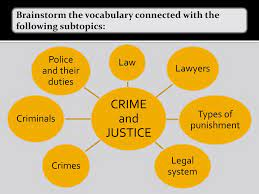 Brainstorm the vocabulary connected with the
following subtopics:
Police
and their
duties
Law
Lawyers
Criminals
CRIME
and
JUSTICE
Types of
punishment
Crimes
Legal
system